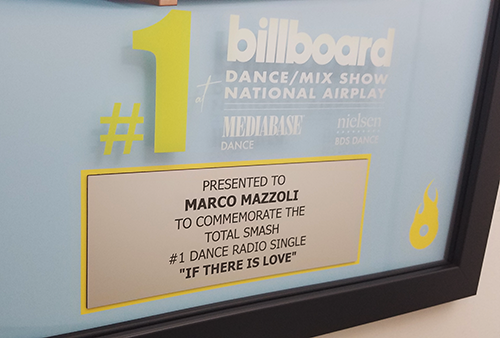 #1
at
billboard
DANCE/MIX SHOW
NATIONAL AIRPLAY
MEDIABASE
DANCE
nielsen
BDS DANCE
PRESENTED TO
MARCO MAZZOLI
TO COMMEMORATE THE
TOTAL SMASH
#1 DANCE RADIO SINGLE
"IF THERE IS LOVE"